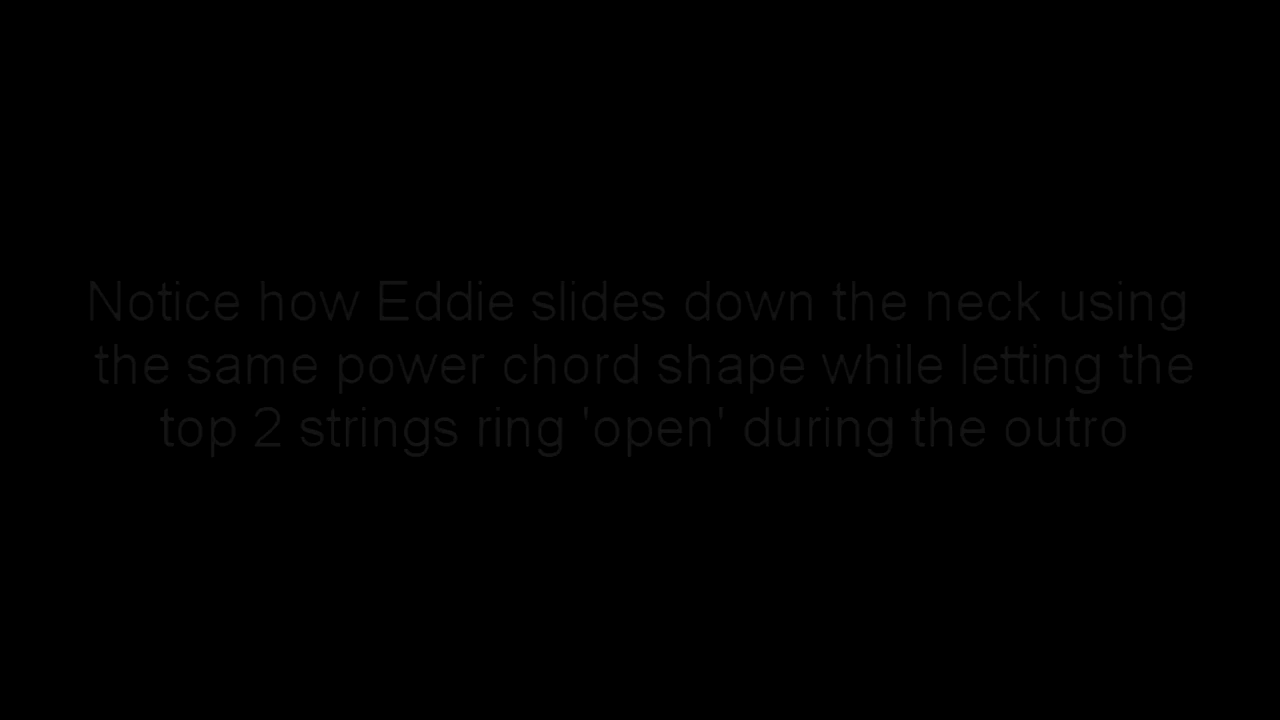 Notice how Eddie slides down the neck using
the same power chord shape while letting the
top 2 strings ring 'open' during the outro